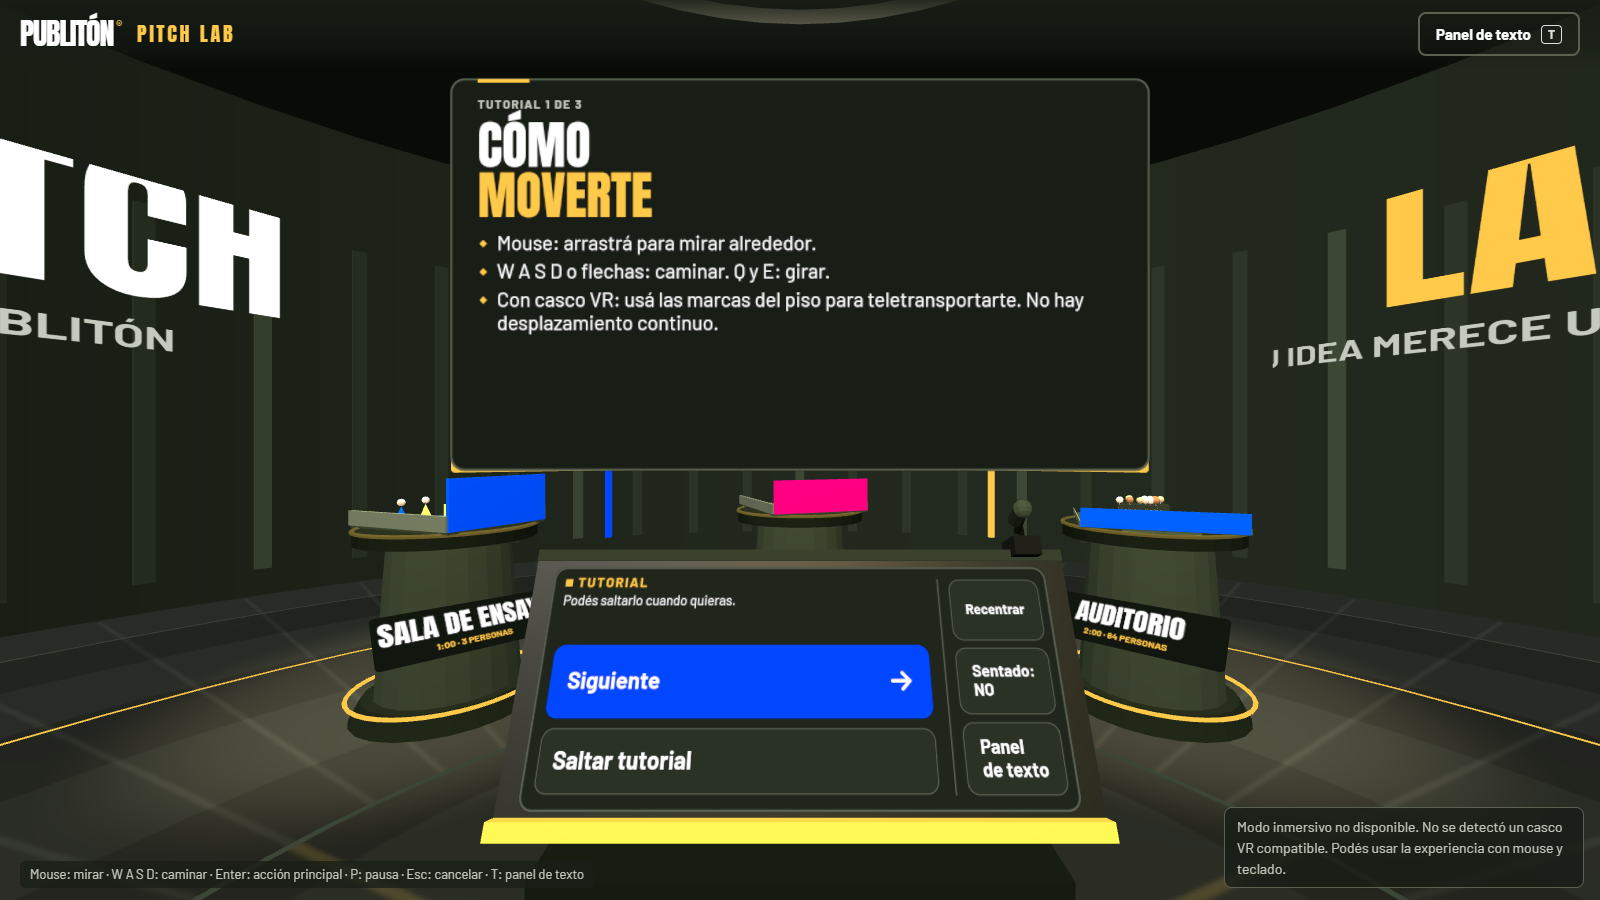 PUBLITÓN PITCH LAB
Panel de texto T
TUTORIAL 1 DE 3
CÓMO
MOVERTE
Mouse: arrastrá para mirar alrededor.
W A S D o flechas: caminar. Q y E: girar.
Con casco VR: usá las marcas del piso para teletransportarte. No hay
desplazamiento continuo.
TCH
BLITÓN
LA
IDEA MERECE U
SALA DE ENSA
1:00 · 3 PERSONAS
AUDITORIO
2:00 · 64 PERSONAS
TUTORIAL
Podés saltarlo cuando quieras.
Siguiente
Saltar tutorial
Recentrar
Sentado:
NO
Panel
de texto
Modo inmersivo no disponible. No se detectó un casco
VR compatible. Podés usar la experiencia con mouse y
teclado.
Mouse: mirar · W A S D: caminar · Enter: acción principal · P: pausa · Esc: cancelar · T: panel de texto